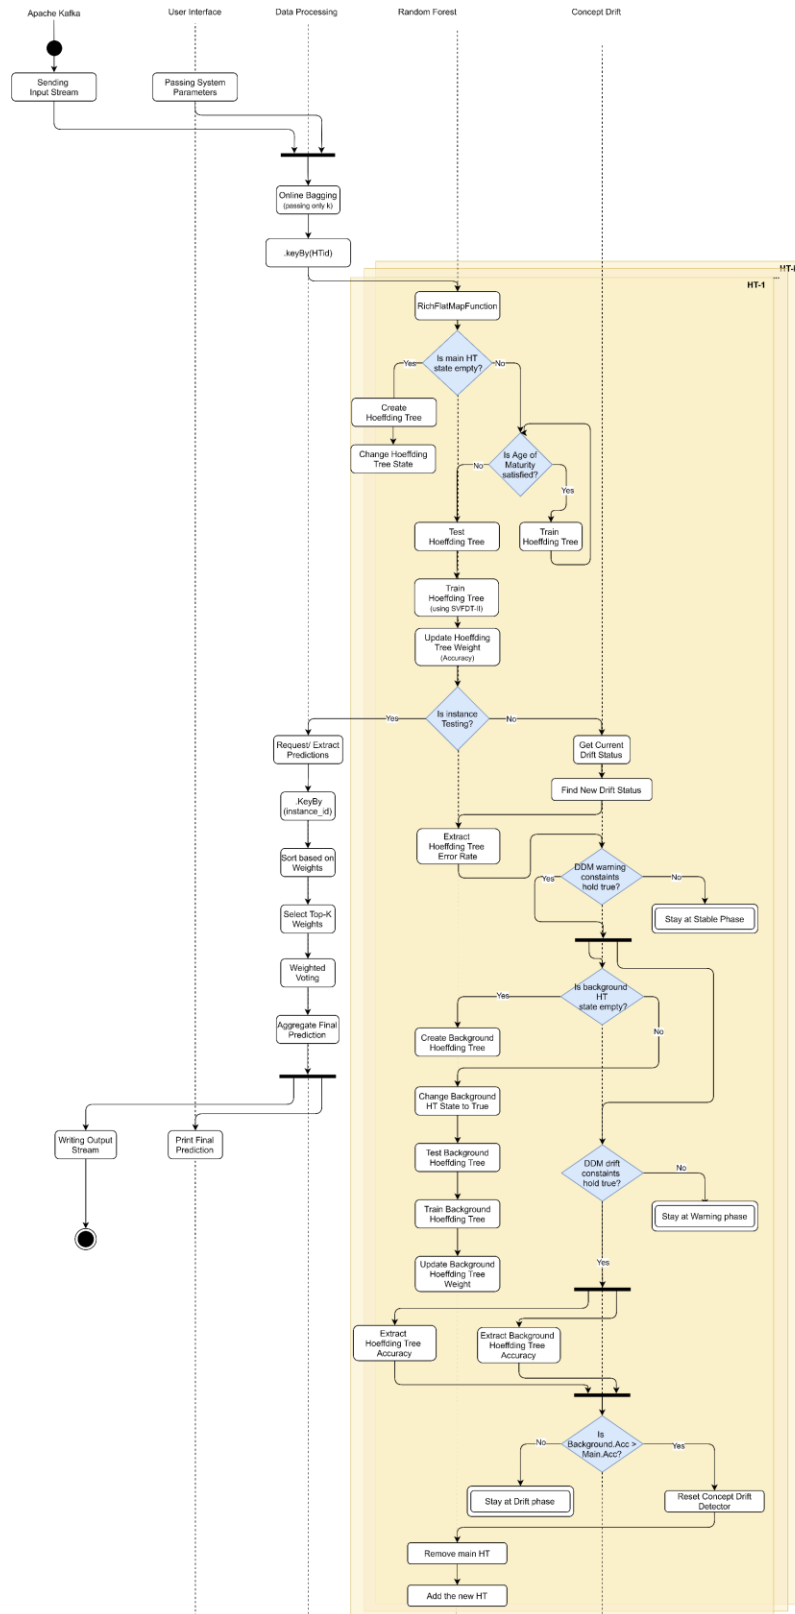 Apache Kafka
User Interface
Data Processing
Random Forest
Concept Drift
Sending
Input Stream
Passing System
Parameters
Online Bagging
(passing only k)
.keyBy(HTid)
HT-1
RichFlatMapFunction
Is main HT
state empty?
Yes
No
Create
Hoeffding Tree
Change Hoeffding
Tree State
Is Age of
Maturity
satisfied?
No
Yes
Test
Hoeffding Tree
Train
Hoeffding Tree
Train
Hoeffding Tree
(using SVFDT-II)
Update Hoeffding
Tree Weight
(Accuracy)
Is instance
Testing?
Yes
No
Request/ Extract
Predictions
Get Current
Drift Status
Find New Drift Status
.KeyBy
(instance_id)
Extract
Hoeffding Tree
Error Rate
Sort based on
Weights
DDM warning
constaints
hold true?
Yes
No
Stay at Stable Phase
Select Top-K
Weights
Weighted
Voting
Is background
HT
state empty?
Yes
No
Aggregate Final
Prediction
Create Background
Hoeffding Tree
Change Background
HT State to True
Writing Output
Stream
Print Final
Prediction
Test Background
Hoeffding Tree
DDM drift
constaints
hold true?
No
Stay at Warning phase
Train Background
Hoeffding Tree
Yes
Update Background
Hoeffding Tree
Weight
Extract
Hoeffding Tree
Accuracy
Extract Background
Hoeffding Tree
Accuracy
Is
Background.Acc >
Main.Acc?
No
Yes
Stay at Drift phase
Reset Concept Drift
Detector
Remove main HT
Add the new HT